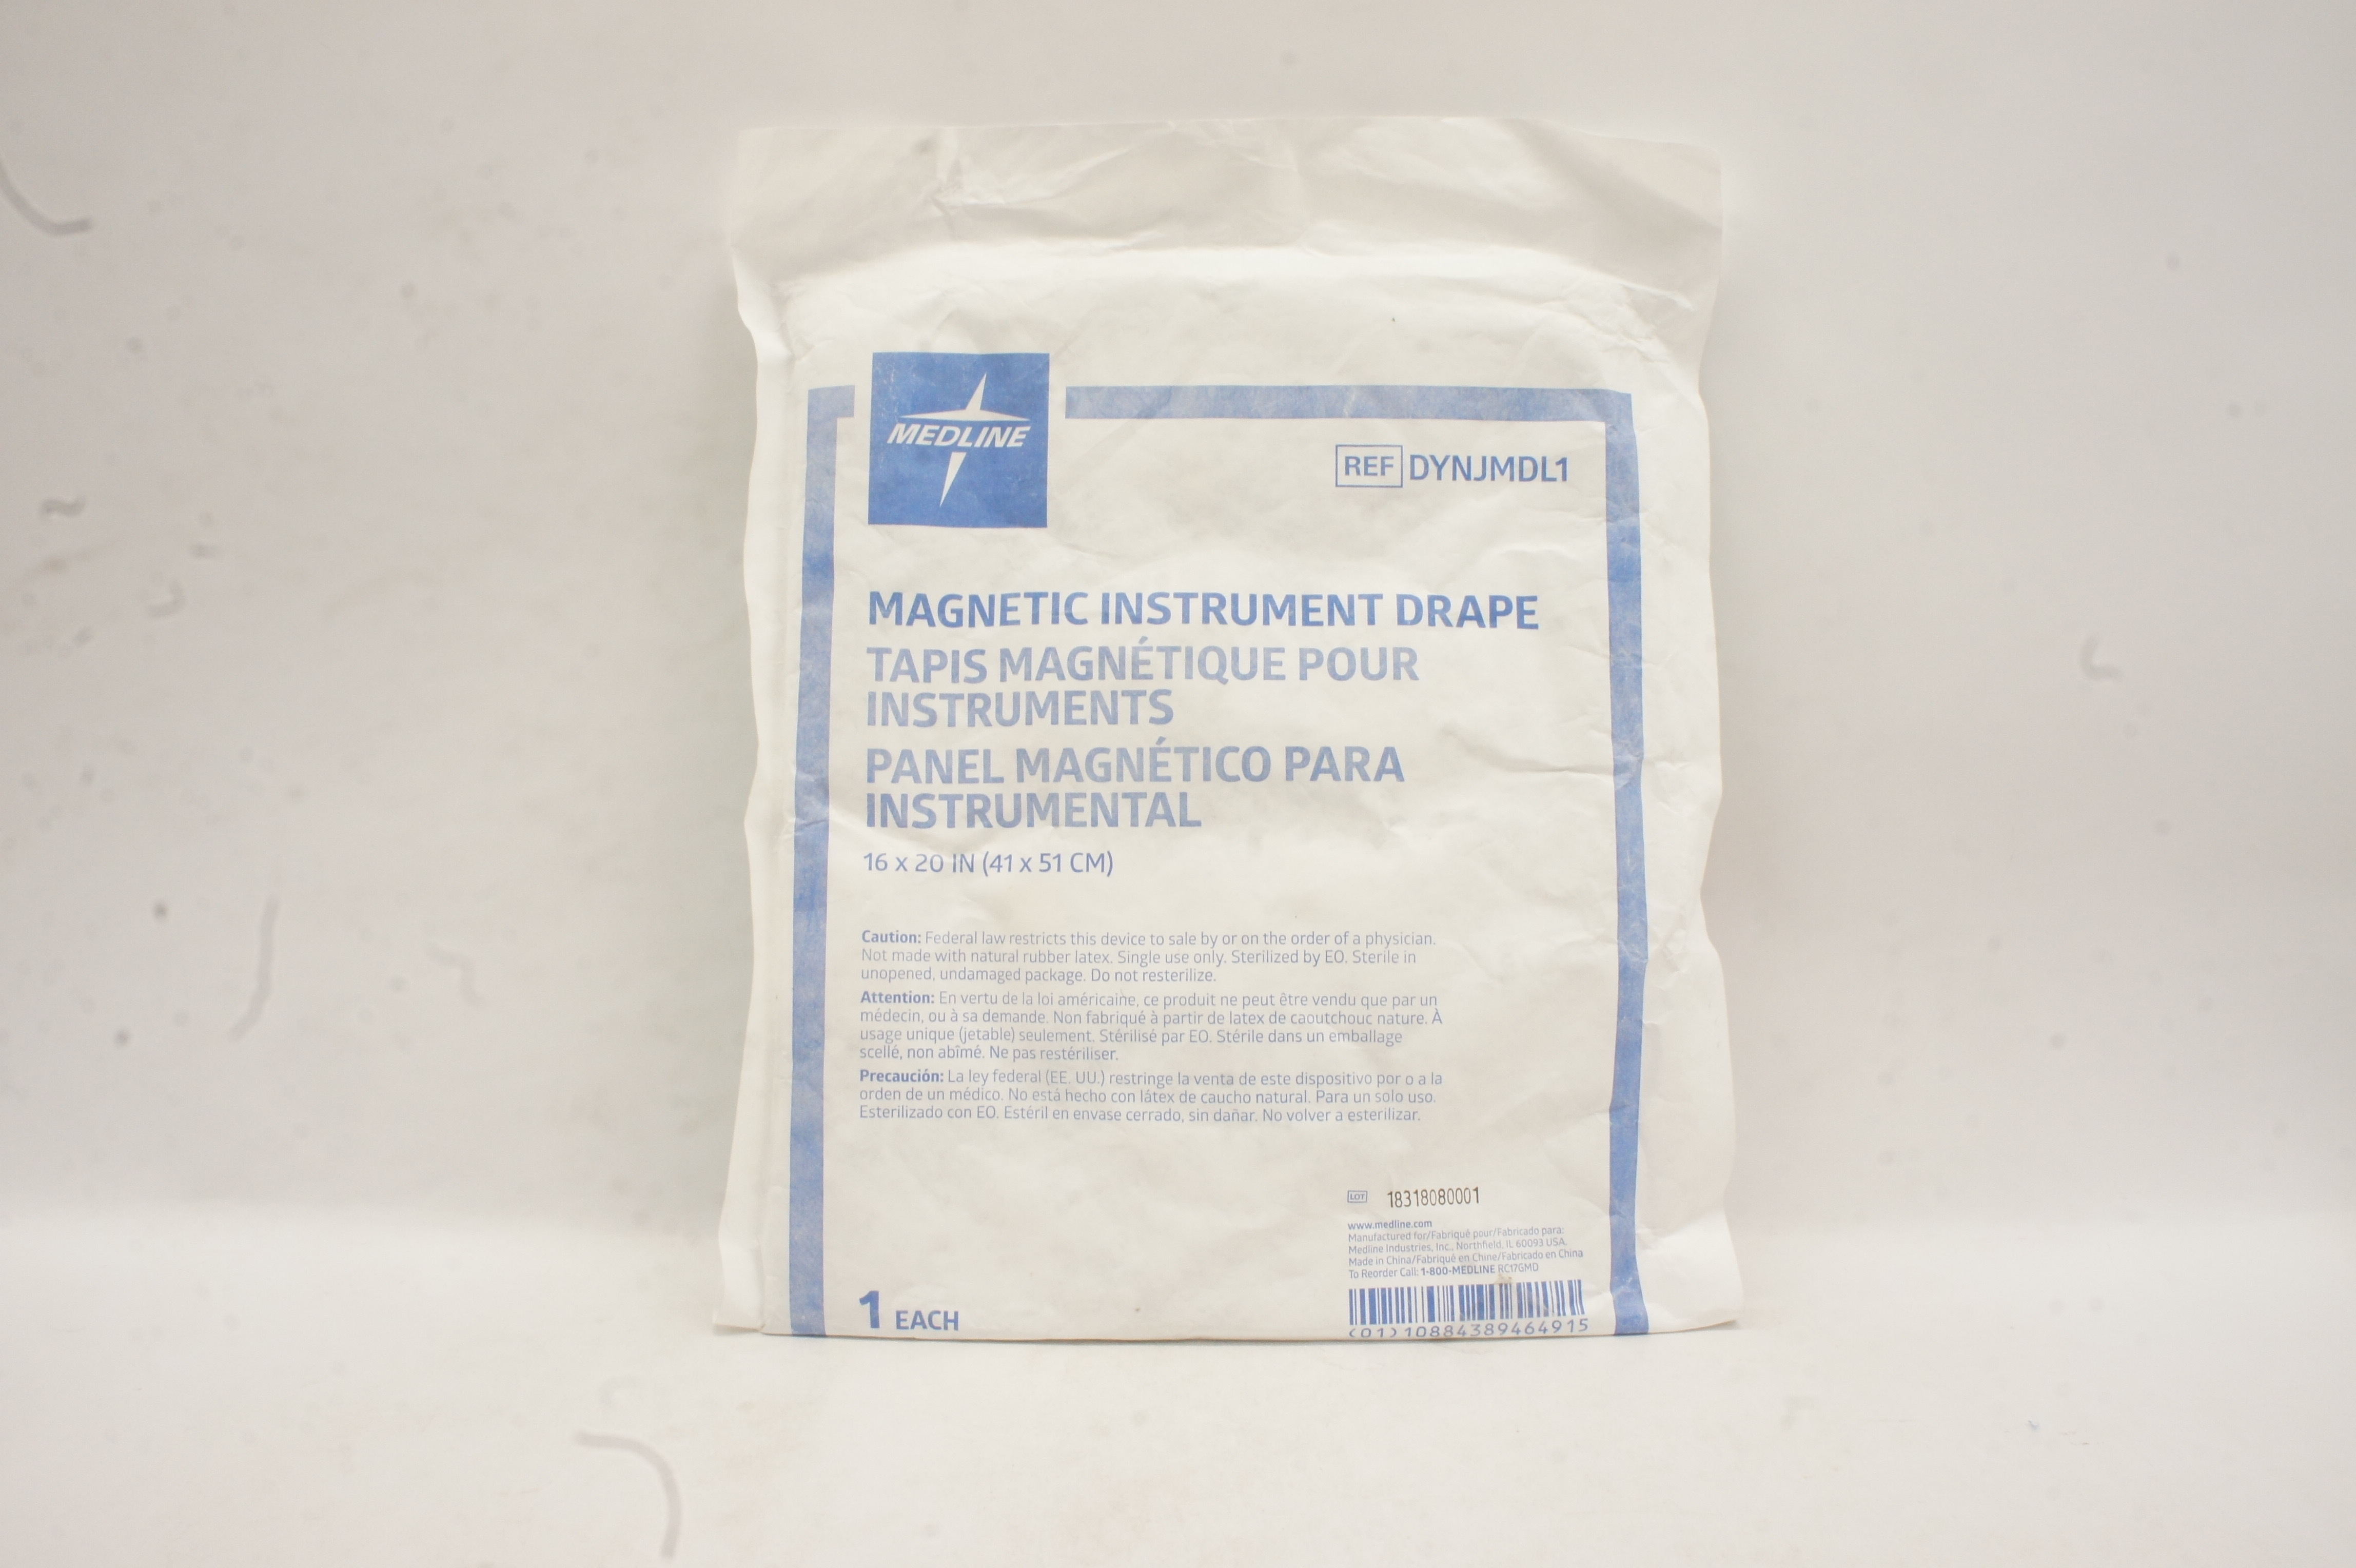 MEDLINE
REF DYNJMDL1
MAGNETIC INSTRUMENT DRAPE
TAPIS MAGNÉTIQUE POUR
INSTRUMENTS
PANEL MAGNÉTICO PARA
INSTRUMENTAL
16 x 20 IN (41 x 51 CM)
Caution: Federal law restricts this device to sale by or on the order of a physician.
Not made with natural rubber latex. Single use only. Sterilized by EO. Sterile in
unopened, undamaged package. Do not resterilize.
Attention: En vertu de la loi américaine, ce produit ne peut être vendu que par un
médecin, ou à sa demande. Non fabriqué à partir de latex de caoutchouc nature. À
usage unique (jetable) seulement. Stérilisé par EO. Stérile dans un emballage
scellé, non abîmé. Ne pas restériliser.
Precaución: La ley federal (EE. UU.) restringe la venta de este dispositivo por o a la
orden de un médico. No está hecho con látex de caucho natural. Para un solo uso.
Esterilizado con EO. Estéril en envase cerrado, sin dañar. No volver a esterilizar.
LOT 18318080001
www.medline.com
Manufactured for/Fabriqué pour/Fabricado para:
Medline Industries, Inc., Northfield, IL 60093 USA
Made in China/Fabriqué en Chine/Fabricado en China
To Reorder Call: 1-800-MEDLINE RC17GMD
1 EACH
(01)10884389464915